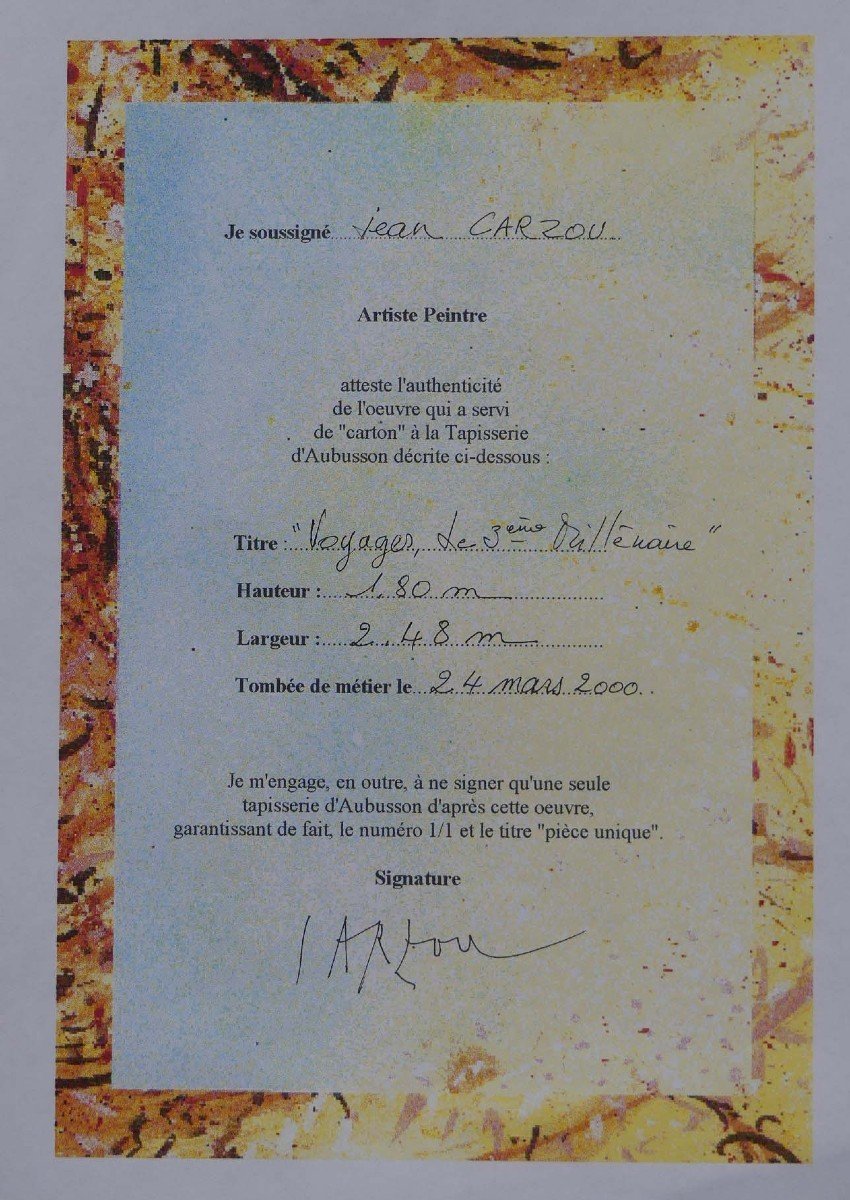 Je soussigné Jean CARZOU
Artiste Peintre
atteste l'authenticité
de l'oeuvre qui a servi
de "carton" à la Tapisserie
d'Aubusson décrite ci-dessous :
Titre : "Voyages, Le 3ème Millénaire"
Hauteur : 1.80 m
Largeur : 2.48 m
Tombée de métier le 24 mars 2000
Je m'engage, en outre, à ne signer qu'une seule
tapisserie d'Aubusson d'après cette oeuvre,
garantissant de fait, le numéro 1/1 et le titre "pièce unique".
Signature
CARZOU